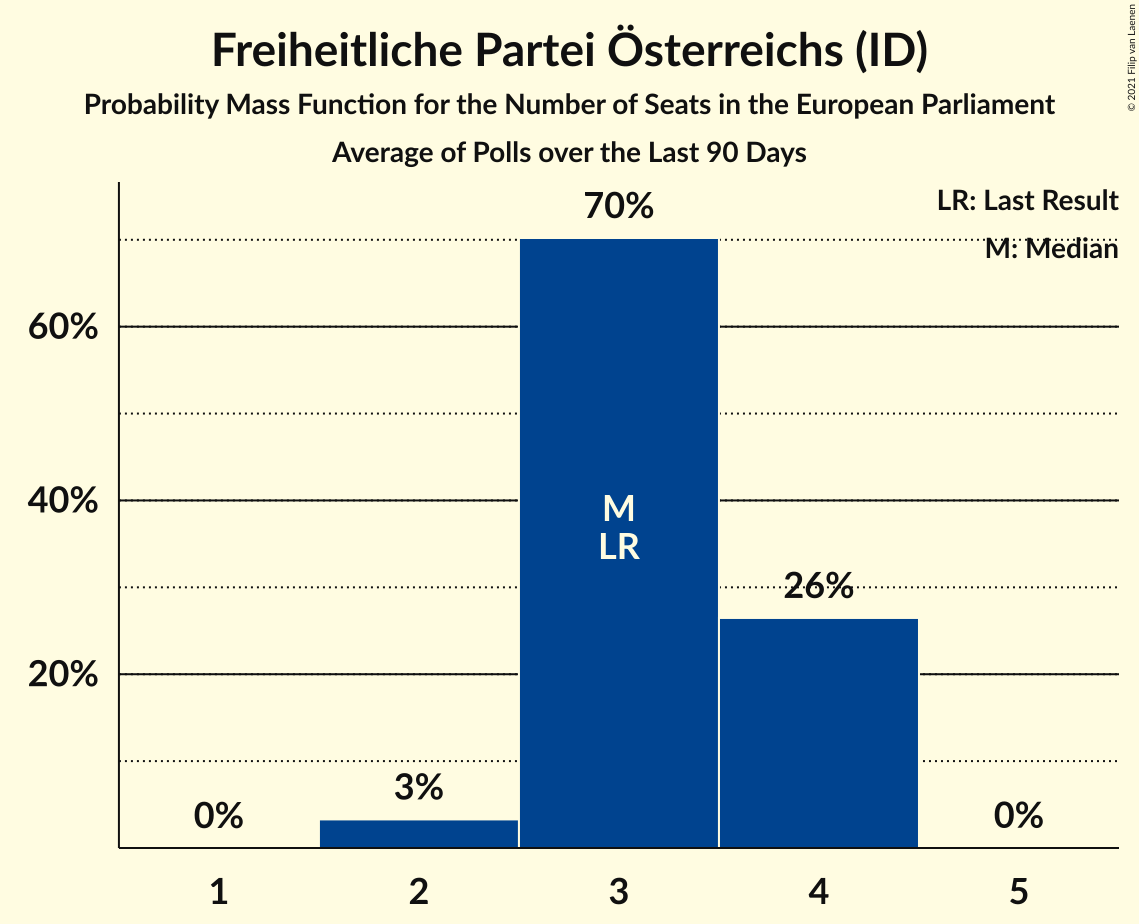 Freiheitliche Partei Österreichs (ID)
Probability Mass Function for the Number of Seats in the European Parliament
Average of Polls over the Last 90 Days
© 2021 Filip van Laenen
LR: Last Result
M: Median
70%
60%
40%
20%
M
LR
26%
3%
0%
0%
1 2 3 4 5